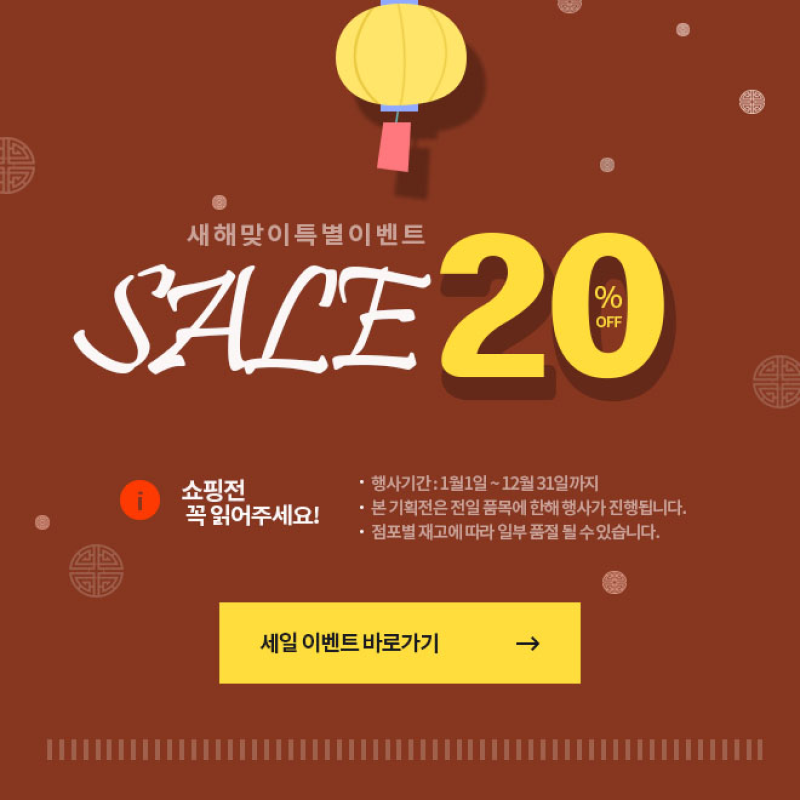 새해맞이특별이벤트
SALE 20
%
OFF
쇼핑전
꼭 읽어주세요!
· 행사기간 : 1월1일 ~ 12월 31일까지
· 본 기획전은 전일 품목에 한해 행사가 진행됩니다.
· 점포별 재고에 따라 일부 품절 될 수 있습니다.
세일 이벤트 바로가기 →